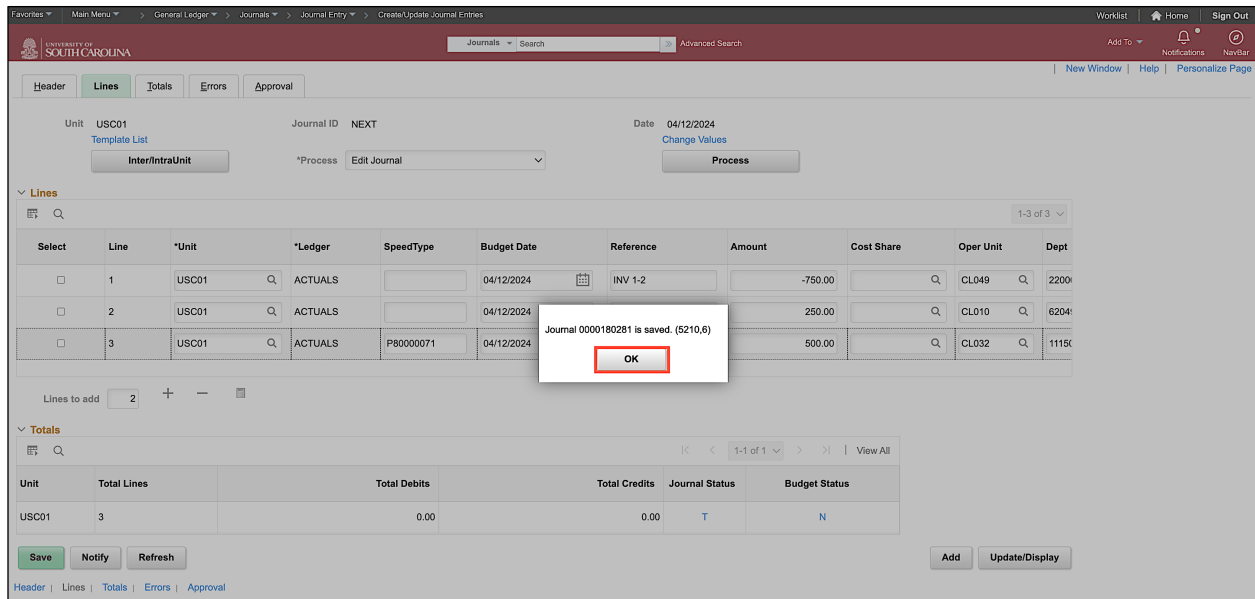 Favorites Main Menu > General Ledger > Journals > Journal Entry > Create/Update Journal Entries Worklist Home Sign Out
UNIVERSITY OF
SOUTH CAROLINA
Journals Search » Advanced Search Add To Notifications NavBar
| New Window | Help | Personalize Page
Header Lines Totals Errors Approval
Unit USC01 Journal ID NEXT Date 04/12/2024
Template List Change Values
Inter/IntraUnit *Process Edit Journal Process
Lines
1-3 of 3
Select Line *Unit *Ledger SpeedType Budget Date Reference Amount Cost Share Oper Unit Dept
1 USC01 ACTUALS 04/12/2024 INV 1-2 -750.00 CL049
2 USC01 ACTUALS 04/12/2024 250.00 CL010
3 USC01 ACTUALS P80000071 04/12/2024 500.00 CL032
Journal 0000180281 is saved. (5210,6)
OK
Lines to add 2 + −
Totals
1-1 of 1 | View All
Unit Total Lines Total Debits Total Credits Journal Status Budget Status
USC01 3 0.00 0.00 T N
Save Notify Refresh Add Update/Display
Header | Lines | Totals | Errors | Approval